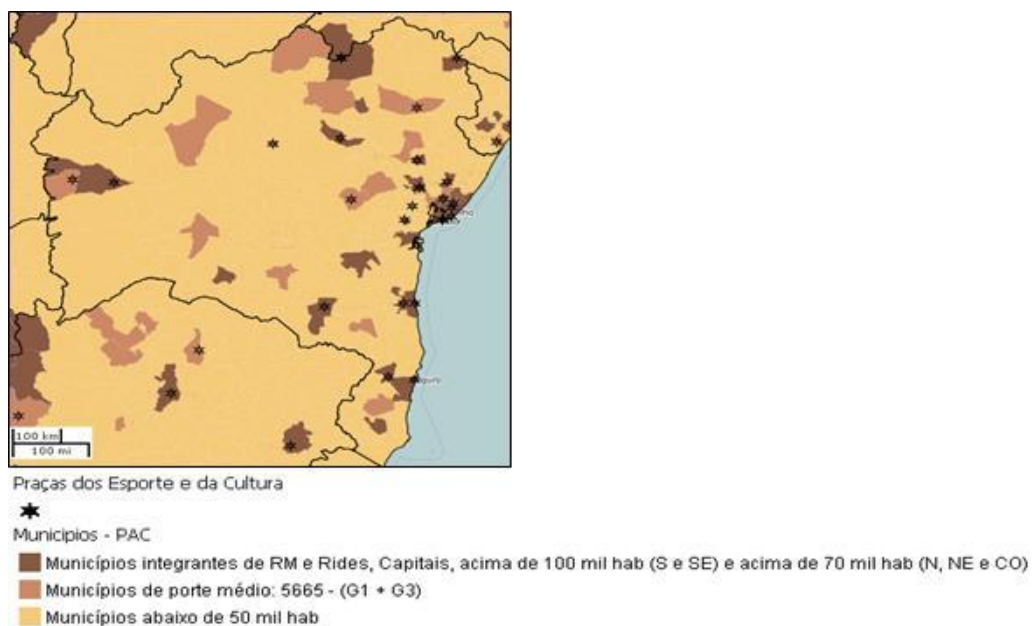 100 km
100 mi
Praças dos Esporte e da Cultura
Municipios - PAC
Municípios integrantes de RM e Rides, Capitais, acima de 100 mil hab (S e SE) e acima de 70 mil hab (N, NE e CO)
Municípios de porte médio: 5665 - (G1 + G3)
Municípios abaixo de 50 mil hab